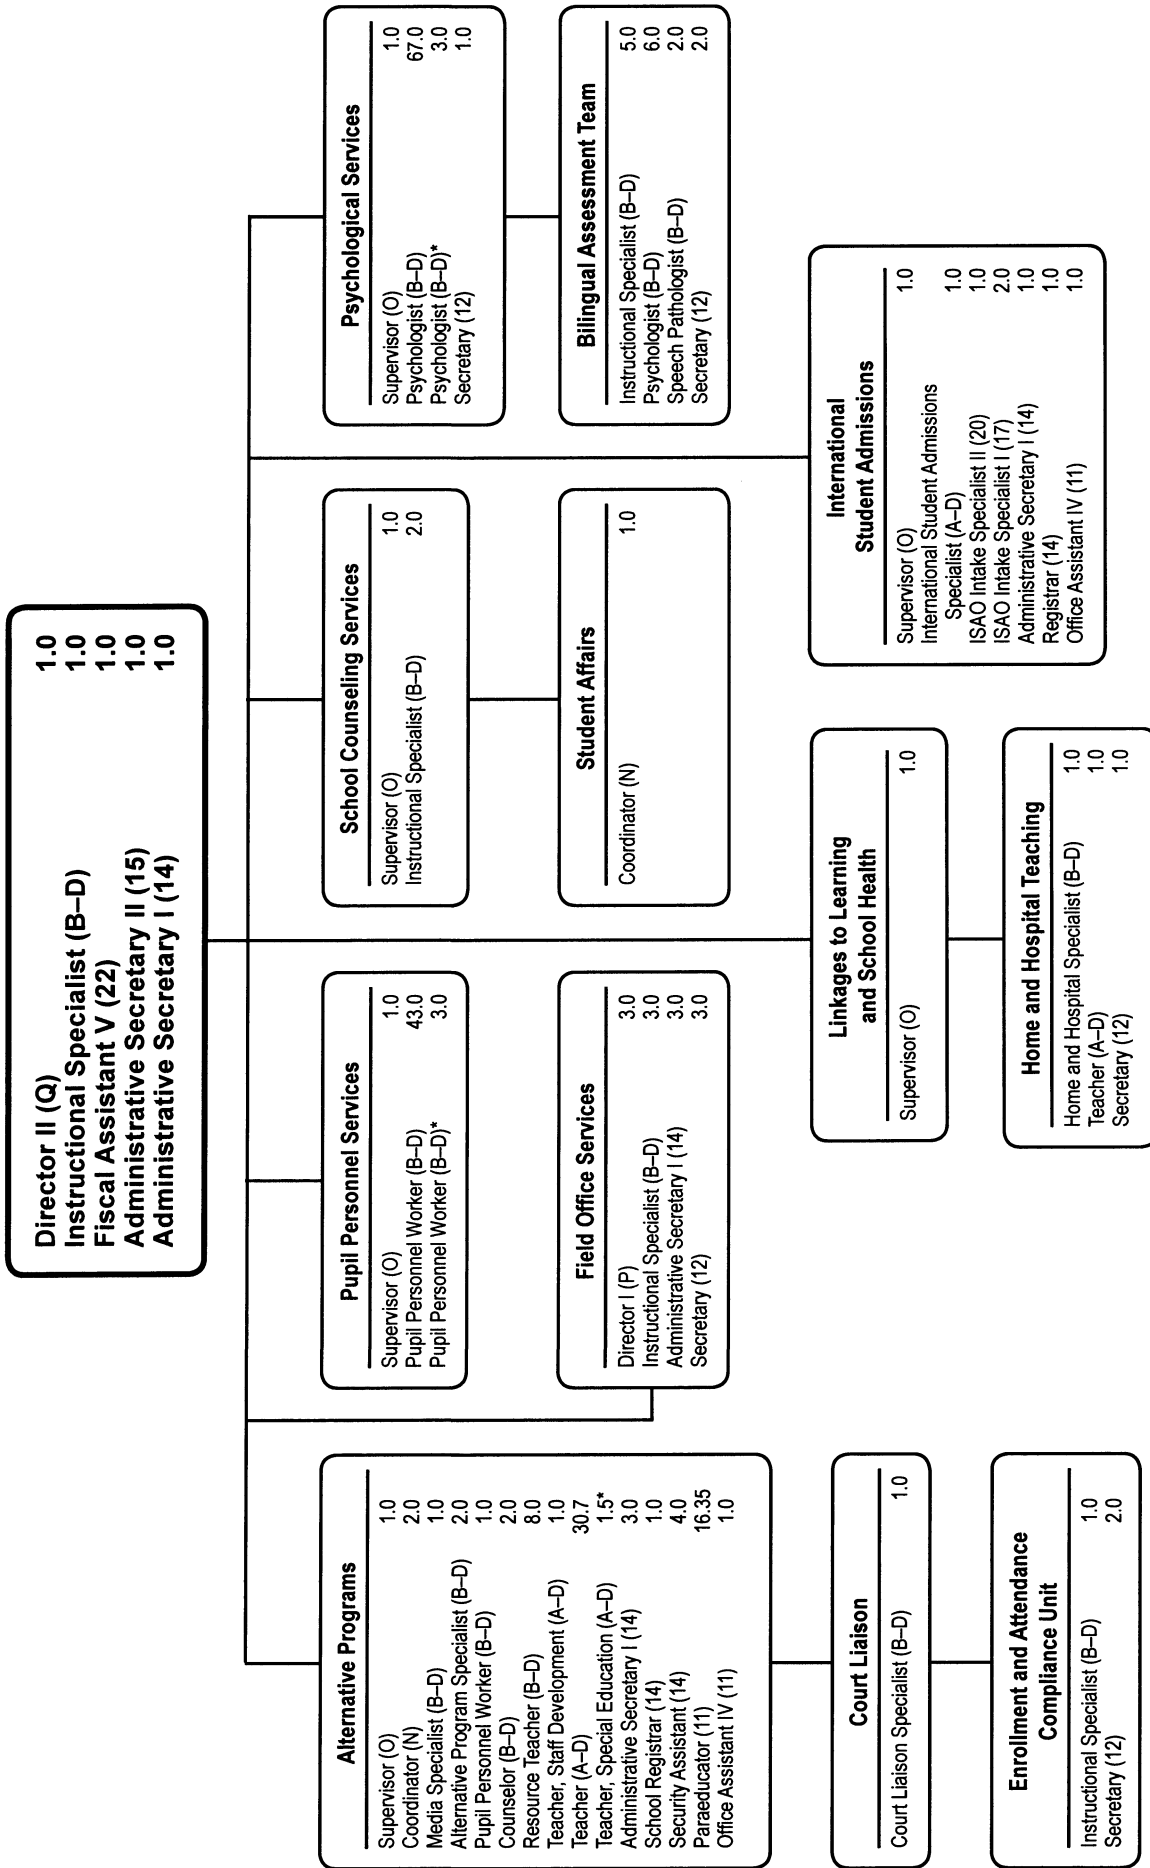 Director II (Q) 1.0
Instructional Specialist (B–D) 1.0
Fiscal Assistant V (22) 1.0
Administrative Secretary II (15) 1.0
Administrative Secretary I (14) 1.0
Alternative Programs
Supervisor (O) 1.0
Coordinator (N) 2.0
Media Specialist (B–D) 1.0
Alternative Program Specialist (B–D) 2.0
Pupil Personnel Worker (B–D) 1.0
Counselor (B–D) 2.0
Resource Teacher (B–D) 8.0
Teacher, Staff Development (A–D) 1.0
Teacher (A–D) 30.7
Teacher, Special Education (A–D) 1.5*
Administrative Secretary I (14) 3.0
School Registrar (14) 1.0
Security Assistant (14) 4.0
Paraeducator (11) 16.35
Office Assistant IV (11) 1.0
Court Liaison
Court Liaison Specialist (B–D) 1.0
Enrollment and Attendance
Compliance Unit
Instructional Specialist (B–D) 1.0
Secretary (12) 2.0
Pupil Personnel Services
Supervisor (O) 1.0
Pupil Personnel Worker (B–D) 43.0
Pupil Personnel Worker (B–D)* 3.0
Field Office Services
Director I (P) 3.0
Instructional Specialist (B–D) 3.0
Administrative Secretary I (14) 3.0
Secretary (12) 3.0
Linkages to Learning
and School Health
Supervisor (O) 1.0
Home and Hospital Teaching
Home and Hospital Specialist (B–D) 1.0
Teacher (A–D) 1.0
Secretary (12) 1.0
School Counseling Services
Supervisor (O) 1.0
Instructional Specialist (B–D) 2.0
Student Affairs
Coordinator (N) 1.0
International
Student Admissions
Supervisor (O) 1.0
International Student Admissions
Specialist (A–D) 1.0
ISAO Intake Specialist II (20) 1.0
ISAO Intake Specialist I (17) 2.0
Administrative Secretary I (14) 1.0
Registrar (14) 1.0
Office Assistant IV (11) 1.0
Psychological Services
Supervisor (O) 1.0
Psychologist (B–D) 67.0
Psychologist (B–D)* 3.0
Secretary (12) 1.0
Bilingual Assessment Team
Instructional Specialist (B–D) 5.0
Psychologist (B–D) 6.0
Speech Pathologist (B–D) 2.0
Secretary (12) 2.0